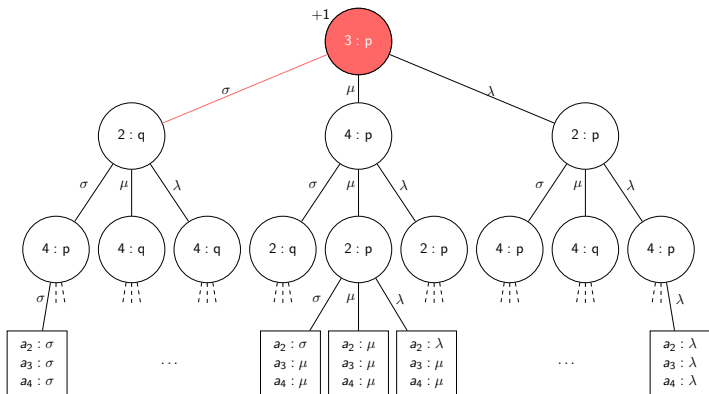 +1
3 : p
σ μ λ
2 : q 4 : p 2 : p
σ μ λ σ μ λ σ μ λ
4 : p 4 : q 4 : q 2 : q 2 : p 2 : p 4 : p 4 : q 4 : p
σ σ μ λ λ
a₂ : σ a₂ : σ a₂ : μ a₂ : λ a₂ : λ
a₃ : σ ... a₃ : μ a₃ : μ a₃ : μ ... a₃ : λ
a₄ : σ a₄ : μ a₄ : μ a₄ : μ a₄ : λ